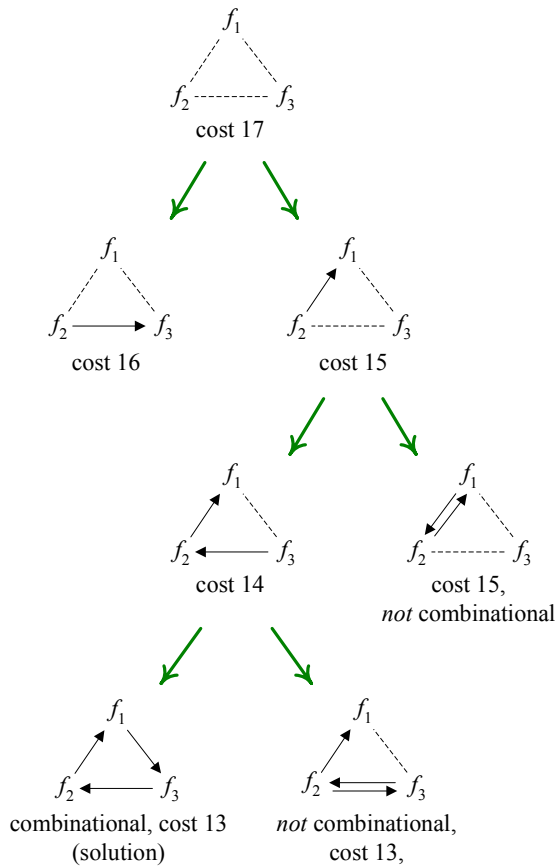 f1
f2 f3
cost 17
f1
f2 f3
cost 16
f1
f2 f3
cost 15
f1
f2 f3
cost 14
f1
f2 f3
cost 15,
not combinational
f1
f2 f3
combinational, cost 13
(solution)
f1
f2 f3
not combinational,
cost 13,